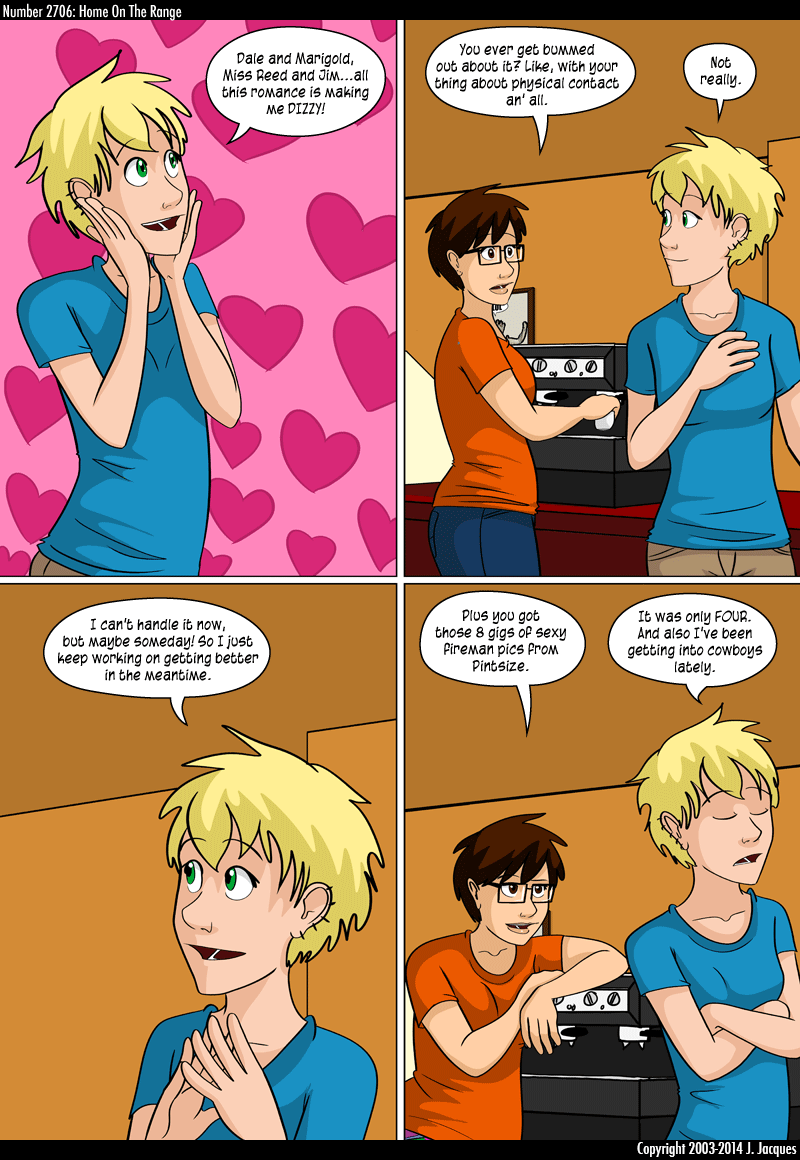 Number 2706: Home On The Range
Dale and Marigold,
Miss Reed and Jim...all
this romance is making
me DIZZY!
You ever get bummed
out about it? Like, with your
thing about physical contact
an' all.
Not
really.
I can't handle it now,
but maybe someday! So I just
keep working on getting better
in the meantime.
Plus you got
those 8 gigs of sexy
fireman pics from
Pintsize.
It was only FOUR.
And also I've been
getting into cowboys
lately.
Copyright 2003-2014 J. Jacques